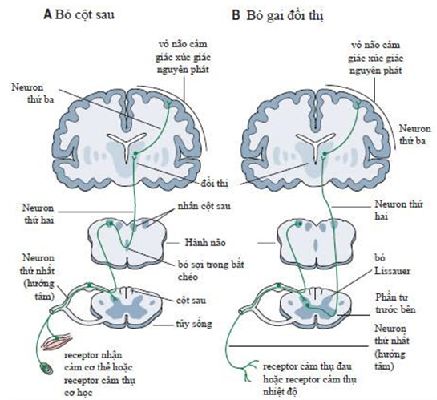 A Bó cột sau
vỏ não cảm
giác xúc giác
nguyên phát
Neuron
thứ ba
đồi thị
Neuron
thứ hai
nhân cột sau
Hành não
bó sợi trong bắt
chéo
Neuron
thứ nhất
(hướng
tâm)
cột sau
tủy sống
receptor nhận
cảm cơ thể hoặc
receptor cảm thụ
cơ học
B Bó gai đồi thị
vỏ não cảm
giác xúc giác
nguyên phát
Neuron
thứ ba
Neuron thứ
hai
bó
Lissauer
Phần tư
trước bên
Neuron
thứ nhất
(hướng
tâm)
receptor cảm thụ đau
hoặc receptor cảm thụ
nhiệt độ